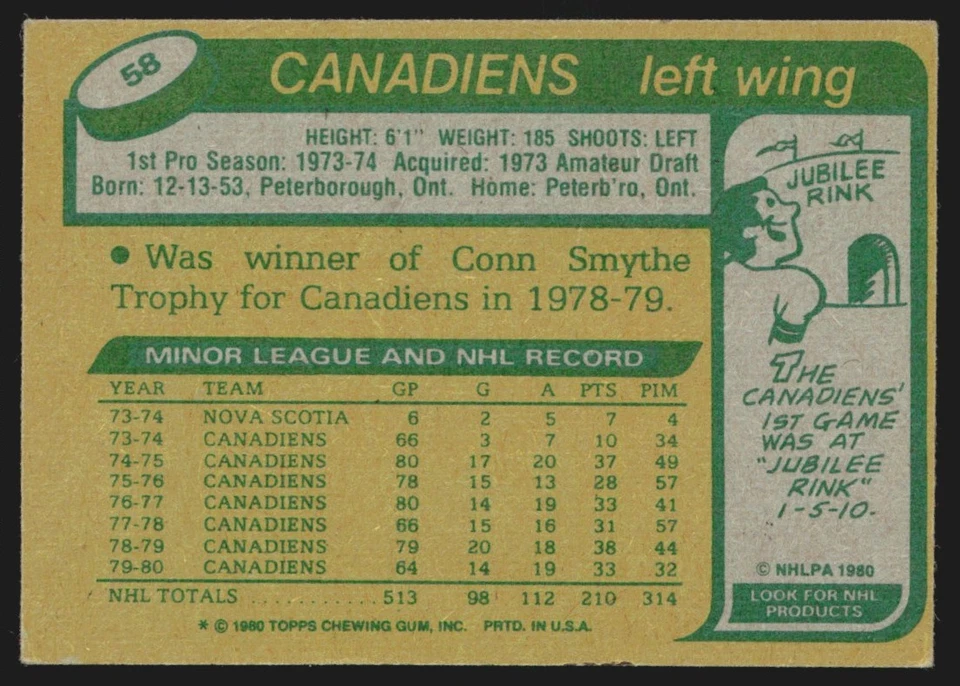 58
CANADIENS left wing
HEIGHT: 6'1" WEIGHT: 185 SHOOTS: LEFT
1st Pro Season: 1973-74 Acquired: 1973 Amateur Draft
Born: 12-13-53, Peterborough, Ont. Home: Peterb'ro, Ont.
• Was winner of Conn Smythe
Trophy for Canadiens in 1978-79.
MINOR LEAGUE AND NHL RECORD
YEAR TEAM GP G A PTS PIM
73-74 NOVA SCOTIA 6 2 5 7 4
73-74 CANADIENS 66 3 7 10 34
74-75 CANADIENS 80 17 20 37 49
75-76 CANADIENS 78 15 13 28 57
76-77 CANADIENS 80 14 19 33 41
77-78 CANADIENS 66 15 16 31 57
78-79 CANADIENS 79 20 18 38 44
79-80 CANADIENS 64 14 19 33 32
NHL TOTALS ............ 513 98 112 210 314
* © 1980 TOPPS CHEWING GUM, INC. PRTD. IN U.S.A.
JUBILEE
RINK
THE
CANADIENS'
1ST GAME
WAS AT
"JUBILEE
RINK"
1-5-10.
© NHLPA 1980
LOOK FOR NHL
PRODUCTS